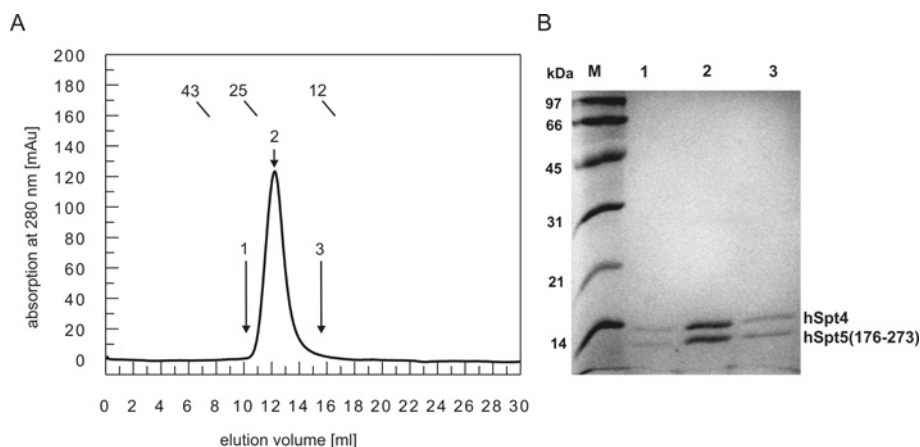 A
absorption at 280 nm [mAu]
200
180
160
140
120
100
80
60
40
20
0
43 25 12
2
1 3
0 2 4 6 8 10 12 14 16 18 20 22 24 26 28 30
elution volume [ml]
B
kDa M 1 2 3
97
66
45
31
21
14
hSpt4
hSpt5(176-273)